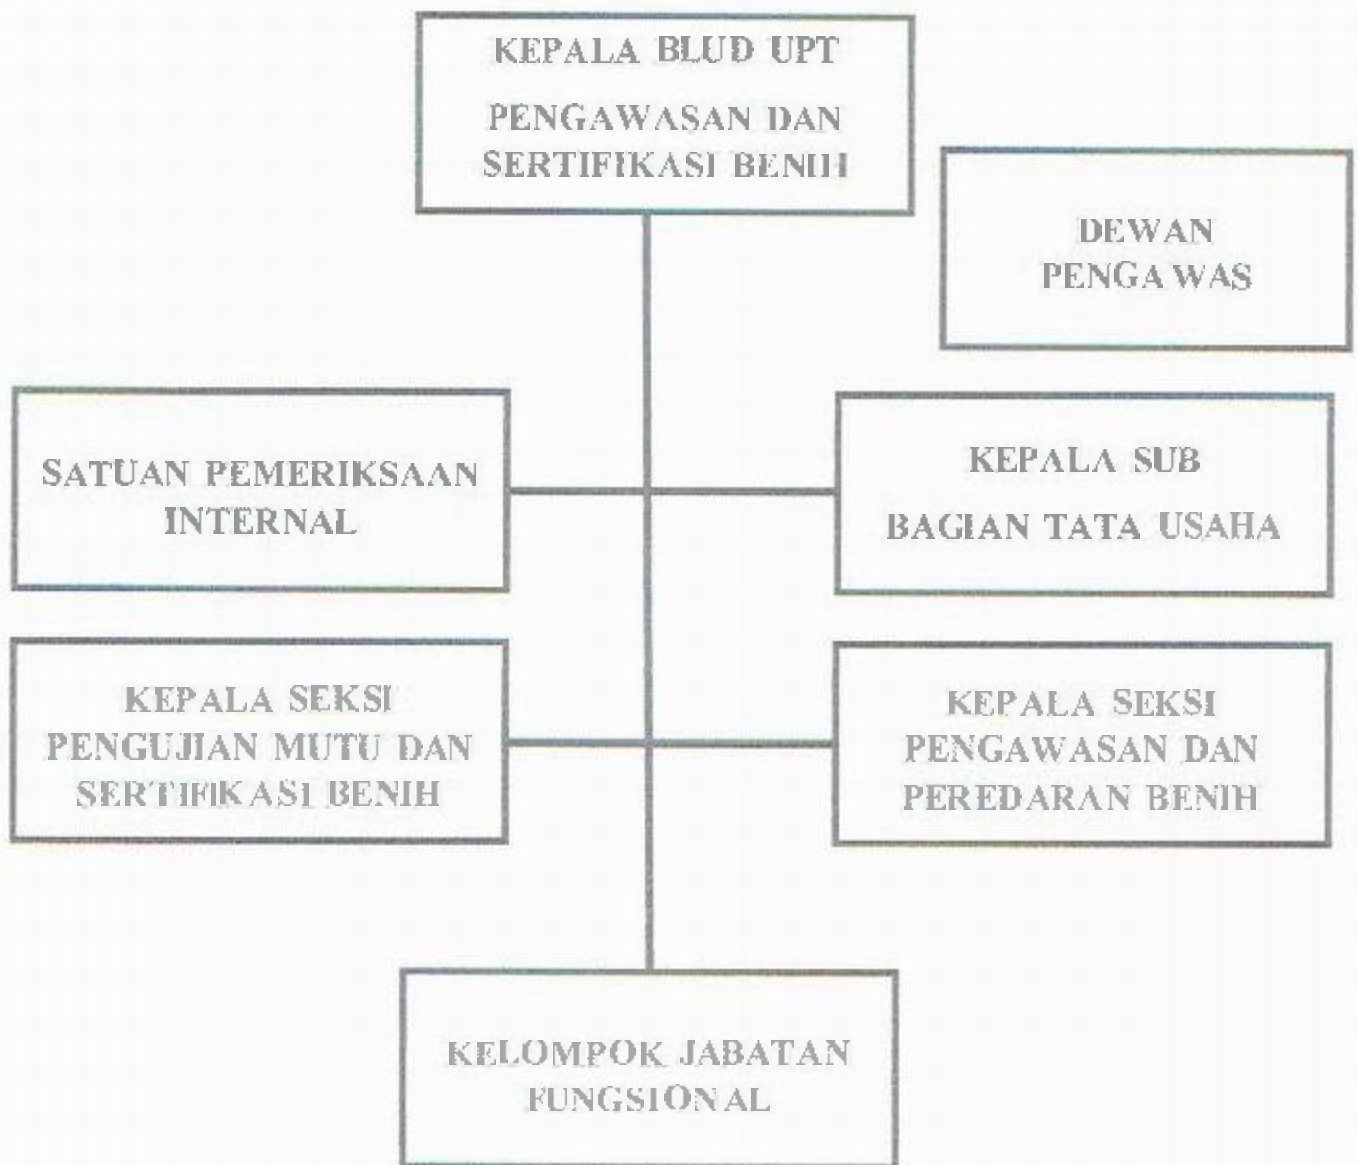 KEPALA BLUD UPT
PENGAWASAN DAN
SERTIFIKASI BENIH
DEWAN
PENGAWAS
SATUAN PEMERIKSAAN
INTERNAL
KEPALA SUB
BAGIAN TATA USAHA
KEPALA SEKSI
PENGUJIAN MUTU DAN
SERTIFIKASI BENIH
KEPALA SEKSI
PENGAWASAN DAN
PEREDARAN BENIH
KELOMPOK JABATAN
FUNGSIONAL